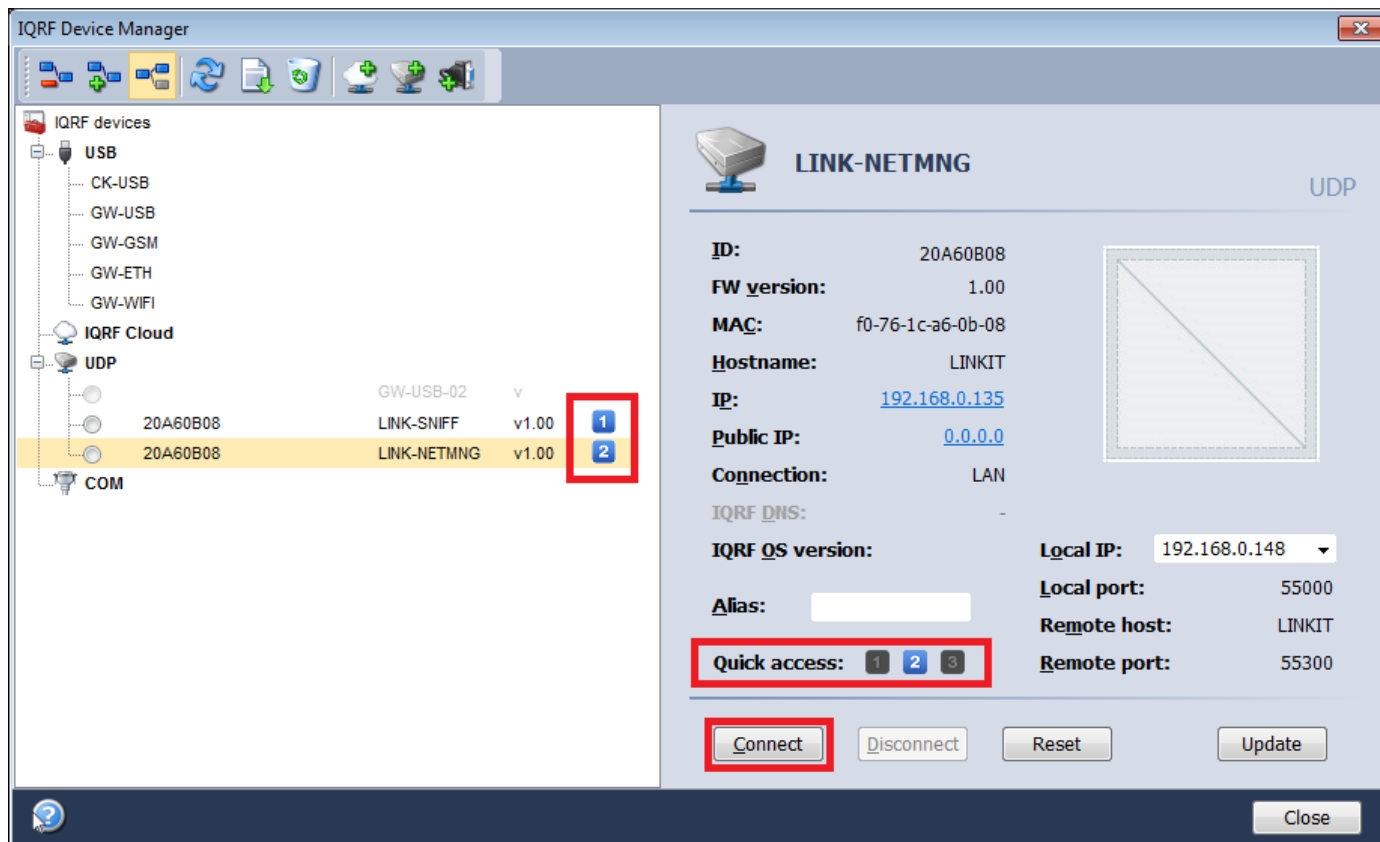 IQRF Device Manager
IQRF devices
USB
CK-USB
GW-USB
GW-GSM
GW-ETH
GW-WIFI
IQRF Cloud
UDP
GW-USB-02 v
20A60B08 LINK-SNIFF v1.00 1
20A60B08 LINK-NETMNG v1.00 2
COM
LINK-NETMNG
UDP
ID: 20A60B08
FW version: 1.00
MAC: f0-76-1c-a6-0b-08
Hostname: LINKIT
IP: 192.168.0.135
Public IP: 0.0.0.0
Connection: LAN
IQRF DNS: -
IQRF OS version:
Alias:
Quick access: 1 2 3
Local IP: 192.168.0.148
Local port: 55000
Remote host: LINKIT
Remote port: 55300
Connect Disconnect Reset Update
Close